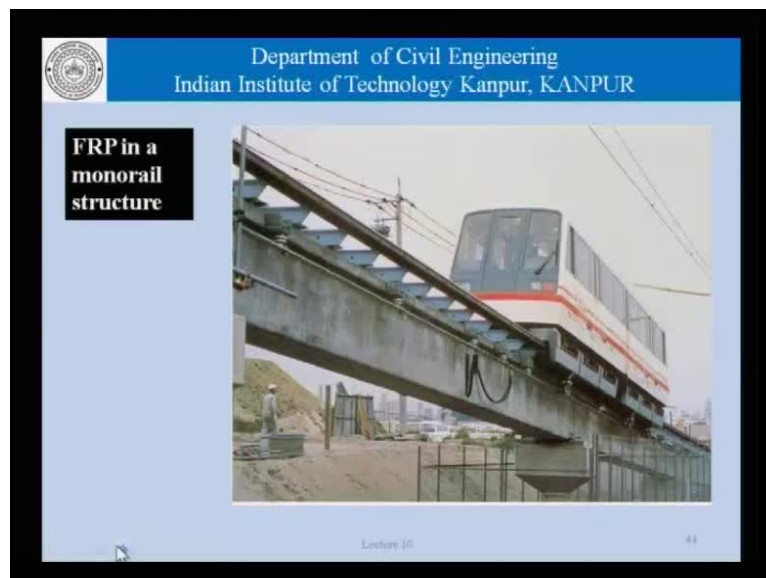 Department of Civil Engineering
Indian Institute of Technology Kanpur, KANPUR
FRP in a
monorail
structure
Lecture 10
44